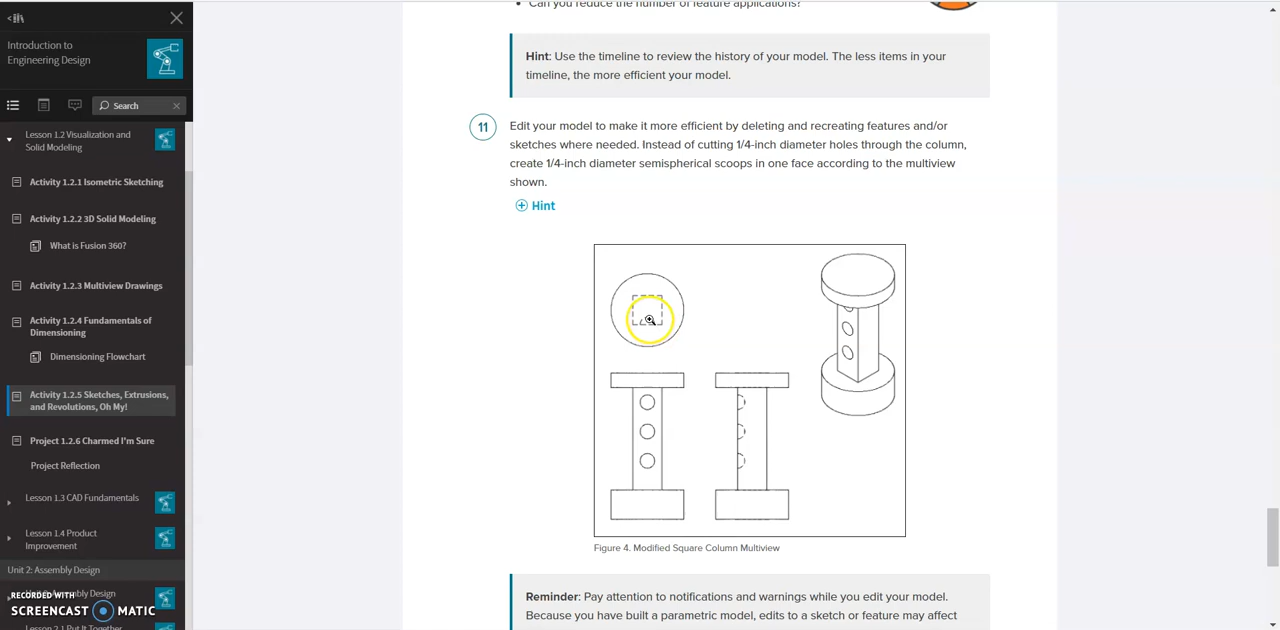 Introduction to
Engineering Design
Search
Lesson 1.2 Visualization and
Solid Modeling
Activity 1.2.1 Isometric Sketching
Activity 1.2.2 3D Solid Modeling
What is Fusion 360?
Activity 1.2.3 Multiview Drawings
Activity 1.2.4 Fundamentals of
Dimensioning
Dimensioning Flowchart
Activity 1.2.5 Sketches, Extrusions,
and Revolutions, Oh My!
Project 1.2.6 Charmed I'm Sure
Project Reflection
Lesson 1.3 CAD Fundamentals
Lesson 1.4 Product
Improvement
Unit 2: Assembly Design
RECORDED WITH
SCREENCAST MATIC
Can you reduce the number of feature applications?
Hint: Use the timeline to review the history of your model. The less items in your
timeline, the more efficient your model.
11
Edit your model to make it more efficient by deleting and recreating features and/or
sketches where needed. Instead of cutting 1/4-inch diameter holes through the column,
create 1/4-inch diameter semispherical scoops in one face according to the multiview
shown.
Hint
Figure 4. Modified Square Column Multiview
Reminder: Pay attention to notifications and warnings while you edit your model.
Because you have built a parametric model, edits to a sketch or feature may affect